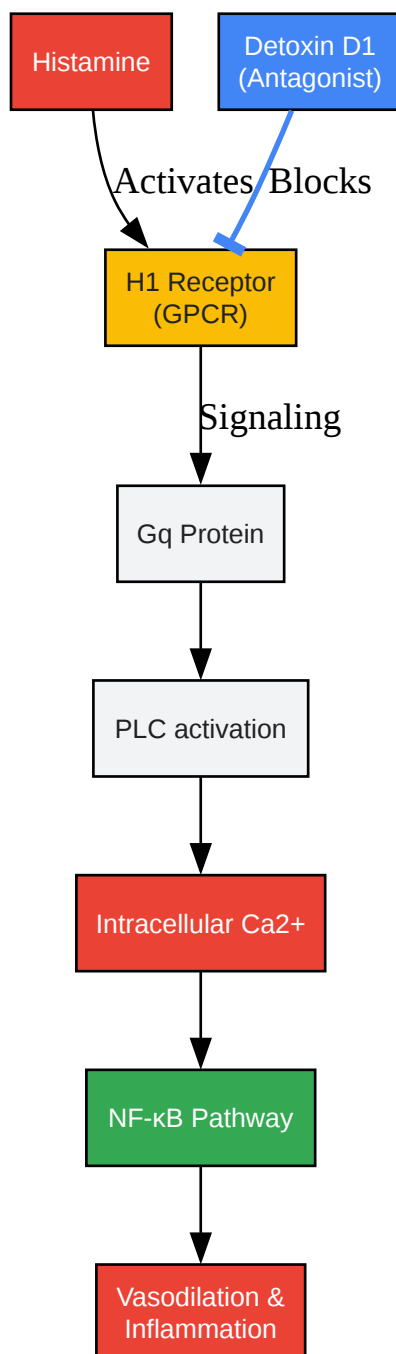 Histamine
Detoxin D1
(Antagonist)
Activates
Blocks
H1 Receptor
(GPCR)
Signaling
Gq Protein
PLC activation
Intracellular Ca2+
NF-κB Pathway
Vasodilation &
Inflammation